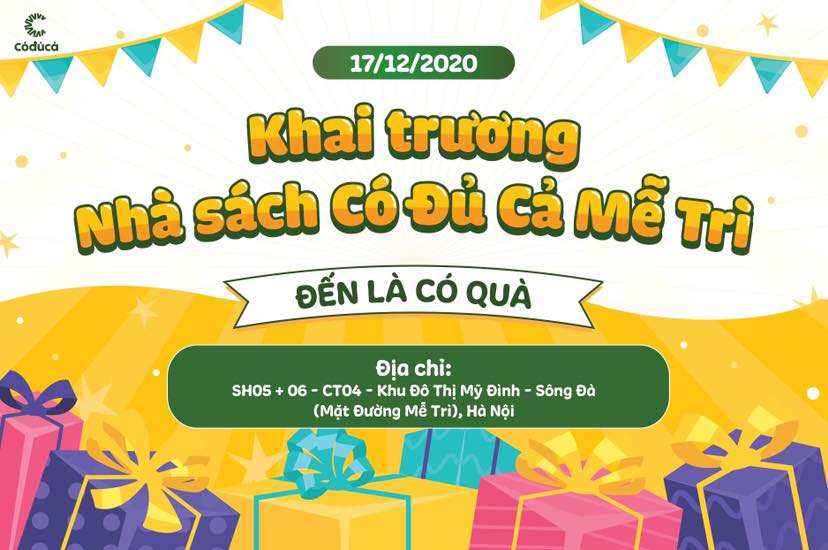 cóđủcả
17/12/2020
Khai trương
Nhà sách Có Đủ Cả Mễ Trì
ĐẾN LÀ CÓ QUÀ
Địa chỉ:
SH05 + 06 - CT04 - Khu Đô Thị Mỹ Đình - Sông Đà
(Mặt Đường Mễ Trì), Hà Nội